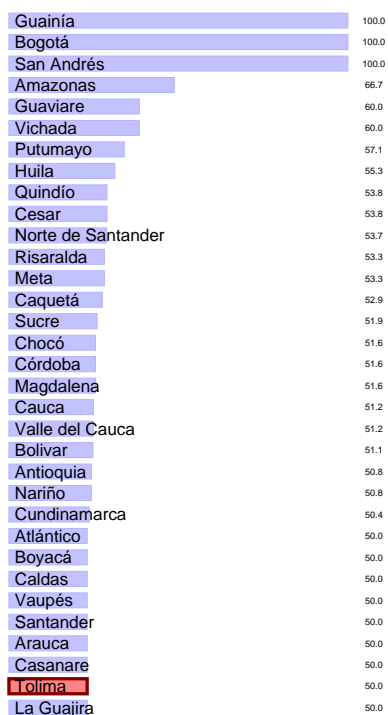 Guainía 100.0
Bogotá 100.0
San Andrés 100.0
Amazonas 66.7
Guaviare 60.0
Vichada 60.0
Putumayo 57.1
Huila 55.3
Quindío 53.8
Cesar 53.8
Norte de Santander 53.7
Risaralda 53.3
Meta 53.3
Caquetá 52.9
Sucre 51.9
Chocó 51.6
Córdoba 51.6
Magdalena 51.6
Cauca 51.2
Valle del Cauca 51.2
Bolivar 51.1
Antioquia 50.8
Nariño 50.8
Cundinamarca 50.4
Atlántico 50.0
Boyacá 50.0
Caldas 50.0
Vaupés 50.0
Santander 50.0
Arauca 50.0
Casanare 50.0
Tolima 50.0
La Guajira 50.0